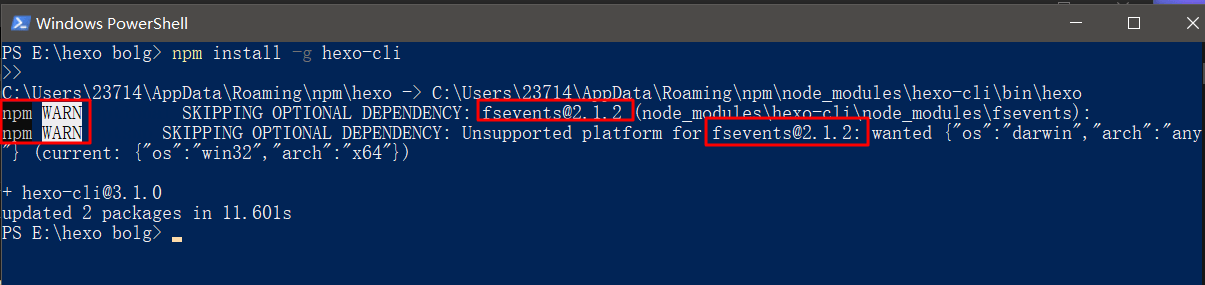 Windows PowerShell
PS E:\hexo bolg> npm install -g hexo-cli
>>
C:\Users\23714\AppData\Roaming\npm\hexo -> C:\Users\23714\AppData\Roaming\npm\node_modules\hexo-cli\bin\hexo
npm WARN SKIPPING OPTIONAL DEPENDENCY: fsevents@2.1.2 (node_modules\hexo-cli\node_modules\fsevents):
npm WARN SKIPPING OPTIONAL DEPENDENCY: Unsupported platform for fsevents@2.1.2: wanted {"os":"darwin","arch":"any
"} (current: {"os":"win32","arch":"x64"})
+ hexo-cli@3.1.0
updated 2 packages in 11.601s
PS E:\hexo bolg>